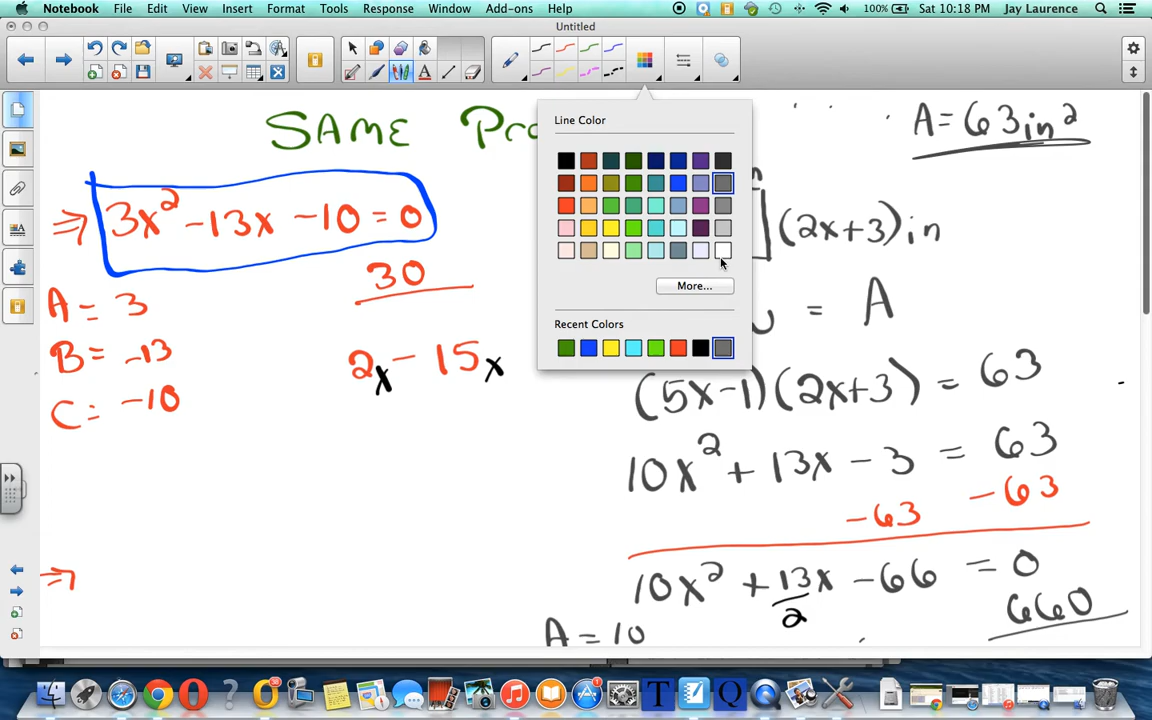 Notebook File Edit View Insert Format Tools Response Window Add-ons Help 100% Sat 10:18 PM Jay Laurence
Untitled
SAME
Line Color
More...
Recent Colors
⇒ 3x² -13x -10 = 0
30
A = 3
B = -13
C = -10
2x - 15x
⇒
A = 63in²
(2x+3)in
= A
(5x-1)(2x+3) = 63
10x² + 13x - 3 = 63
-63 -63
10x² + 13x - 66 = 0
2
660
A = 10